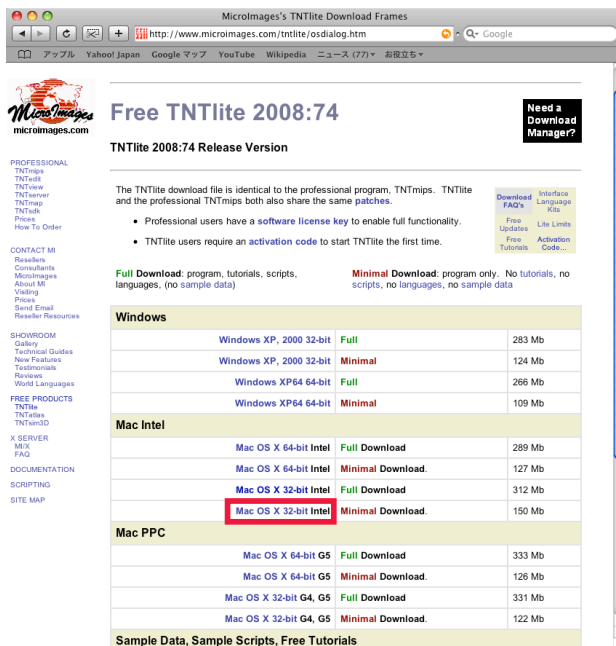 MicroImages's TNTlite Download Frames
http://www.microimages.com/tntlite/osdialog.htm
Google
アップル Yahoo! Japan Google マップ YouTube Wikipedia ニュース (77) お役立ち
MicroImages
microimages.com
Free TNTlite 2008:74
Need a
Download
Manager?
TNTlite 2008:74 Release Version
PROFESSIONAL
TNTmips
TNTedit
TNTview
TNTserver
TNTmap
TNTsdk
Prices
How To Order
CONTACT MI
Resellers
Consultants
MicroImages
About MI
Visiting
Prices
Send Email
Reseller Resources
SHOWROOM
Gallery
Technical Guides
New Features
Testimonials
Reviews
World Languages
FREE PRODUCTS
TNTlite
TNTatlas
TNTsim3D
X SERVER
MI/X
FAQ
DOCUMENTATION
SCRIPTING
SITE MAP
The TNTlite download file is identical to the professional program, TNTmips. TNTlite
and the professional TNTmips both also share the same patches.
• Professional users have a software license key to enable full functionality.
• TNTlite users require an activation code to start TNTlite the first time.
Download FAQ's
Interface Language Kits
Free Updates
Lite Limits
Free Tutorials
Activation Code...
Full Download: program, tutorials, scripts,
languages, (no sample data)
Minimal Download: program only. No tutorials, no
scripts, no languages, no sample data
Windows
Windows XP, 2000 32-bit Full 283 Mb
Windows XP, 2000 32-bit Minimal 124 Mb
Windows XP64 64-bit Full 266 Mb
Windows XP64 64-bit Minimal 109 Mb
Mac Intel
Mac OS X 64-bit Intel Full Download 289 Mb
Mac OS X 64-bit Intel Minimal Download. 127 Mb
Mac OS X 32-bit Intel Full Download 312 Mb
Mac OS X 32-bit Intel Minimal Download. 150 Mb
Mac PPC
Mac OS X 64-bit G5 Full Download 333 Mb
Mac OS X 64-bit G5 Minimal Download. 126 Mb
Mac OS X 32-bit G4, G5 Full Download 331 Mb
Mac OS X 32-bit G4, G5 Minimal Download. 122 Mb
Sample Data, Sample Scripts, Free Tutorials